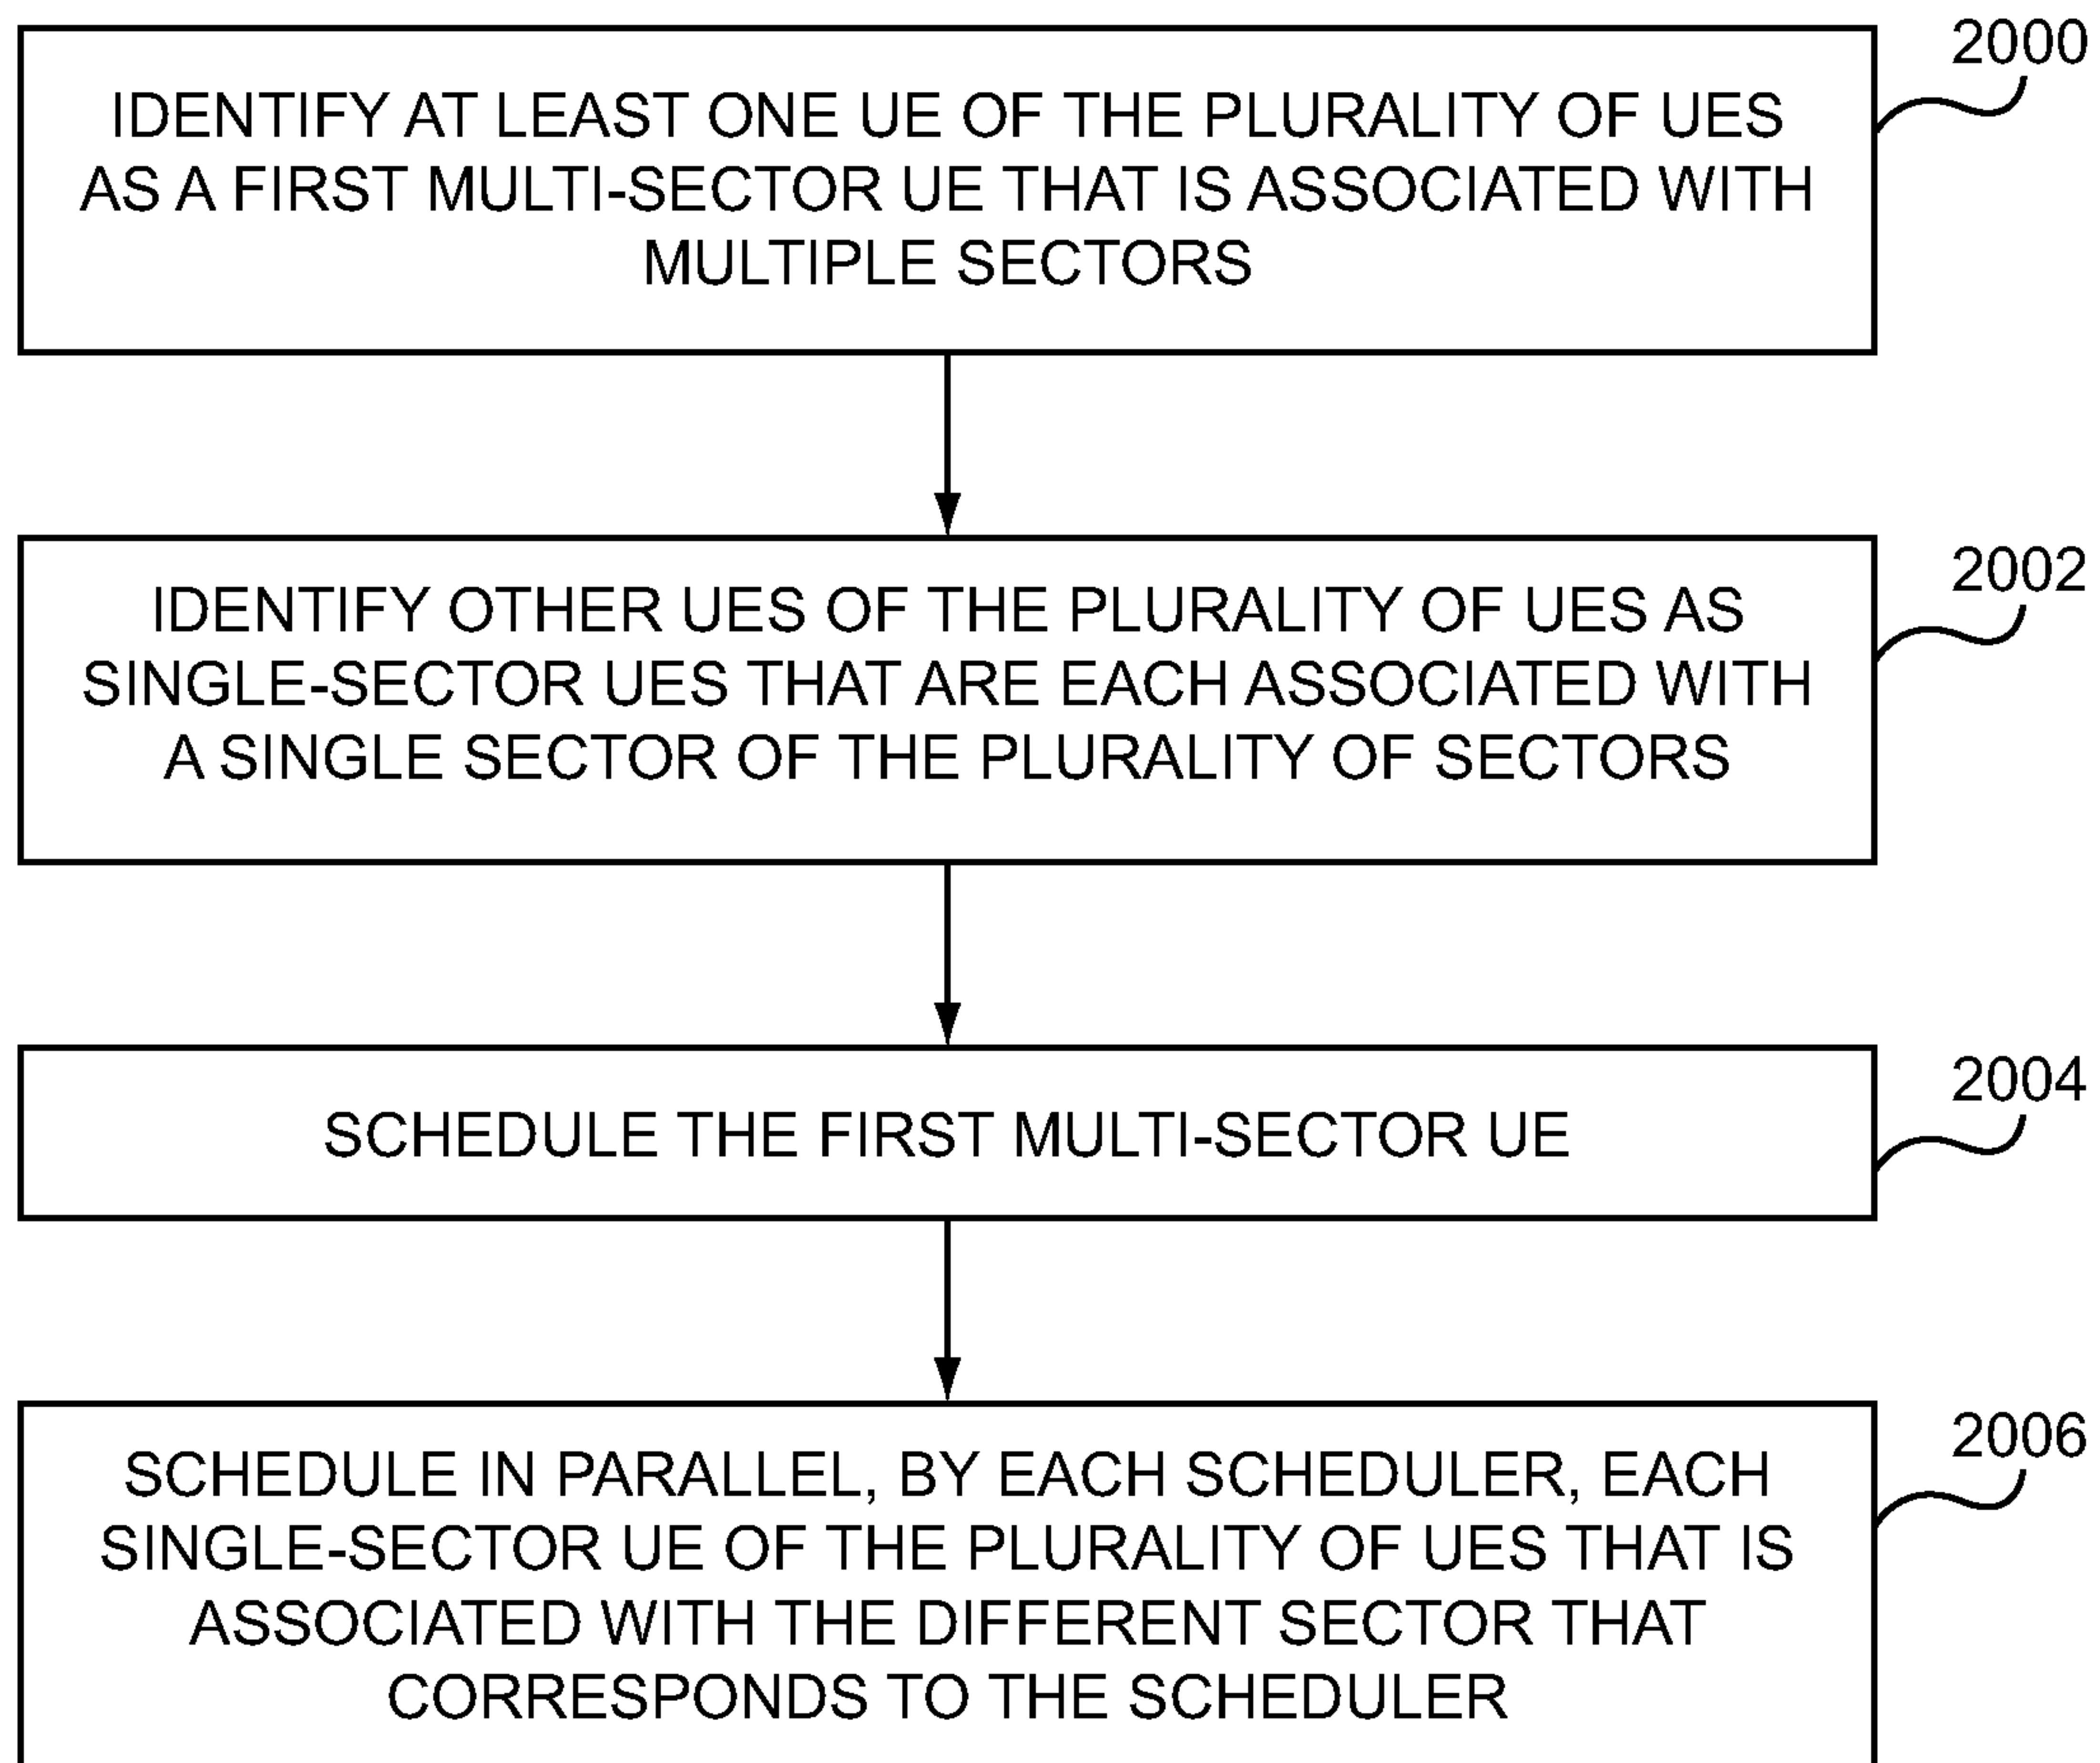 2000
IDENTIFY AT LEAST ONE UE OF THE PLURALITY OF UES
AS A FIRST MULTI-SECTOR UE THAT IS ASSOCIATED WITH
MULTIPLE SECTORS
2002
IDENTIFY OTHER UES OF THE PLURALITY OF UES AS
SINGLE-SECTOR UES THAT ARE EACH ASSOCIATED WITH
A SINGLE SECTOR OF THE PLURALITY OF SECTORS
2004
SCHEDULE THE FIRST MULTI-SECTOR UE
2006
SCHEDULE IN PARALLEL, BY EACH SCHEDULER, EACH
SINGLE-SECTOR UE OF THE PLURALITY OF UES THAT IS
ASSOCIATED WITH THE DIFFERENT SECTOR THAT
CORRESPONDS TO THE SCHEDULER